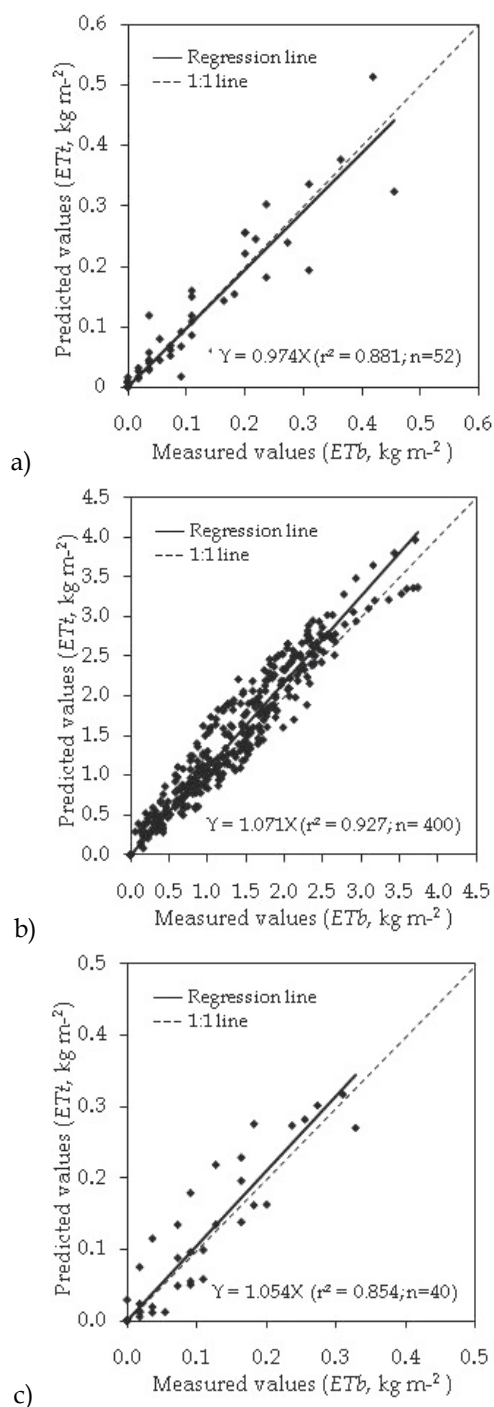 0.6
Regression line
1:1 line
0.5
0.4
0.3
0.2
0.1
0
Predicted values (ETt, kg m-2)
Y = 0.974X (r² = 0.881; n=52)
0.0 0.1 0.2 0.3 0.4 0.5 0.6
Measured values (ETb, kg m-2)
a)
4.5
Regression line
1:1 line
4.0
3.5
3.0
2.5
2.0
1.5
1.0
0.5
0.0
Predicted values (ETt, kg m-2)
Y = 1.071X (r² = 0.927; n= 400)
0.0 0.5 1.0 1.5 2.0 2.5 3.0 3.5 4.0 4.5
Measured values (ETb, kg m-2)
b)
0.5
Regression line
1:1 line
0.4
0.3
0.2
0.1
0.0
Predicted values (ETt, kg m-2)
Y = 1.054X (r² = 0.854; n=40)
0.0 0.1 0.2 0.3 0.4 0.5
Measured values (ETb, kg m-2)
c)